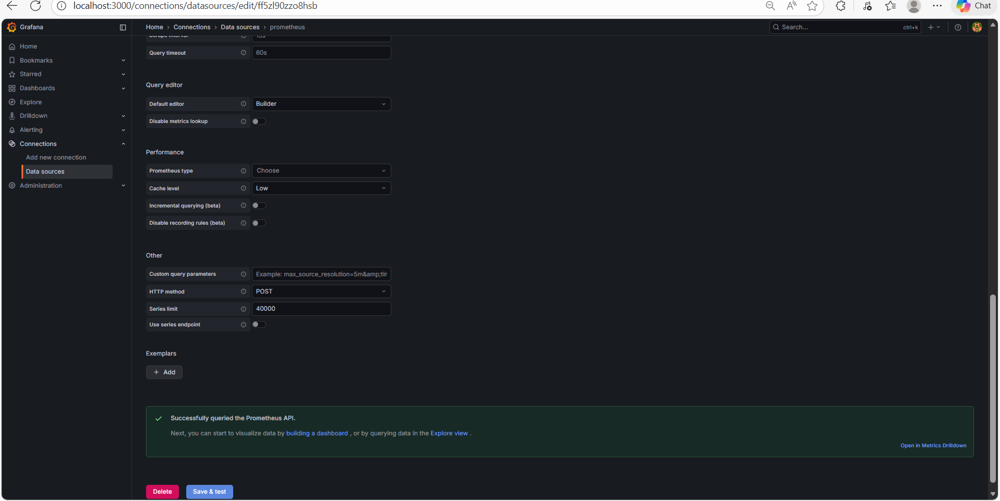 localhost:3000/connections/datasources/edit/ff5zl90zzo8hsb
Chat
Grafana
Home › Connections › Data sources › prometheus
Search...
ctrl+k
Home
Bookmarks
Starred
Dashboards
Explore
Drilldown
Alerting
Connections
Add new connection
Data sources
Administration
Scrape interval
15s
Query timeout
60s
Query editor
Default editor
Builder
Disable metrics lookup
Performance
Prometheus type
Choose
Cache level
Low
Incremental querying (beta)
Disable recording rules (beta)
Other
Custom query parameters
Example: max_source_resolution=5m&amp;tim
HTTP method
POST
Series limit
40000
Use series endpoint
Exemplars
+ Add
Successfully queried the Prometheus API.
Next, you can start to visualize data by building a dashboard , or by querying data in the Explore view .
Open in Metrics Drilldown
Delete
Save & test